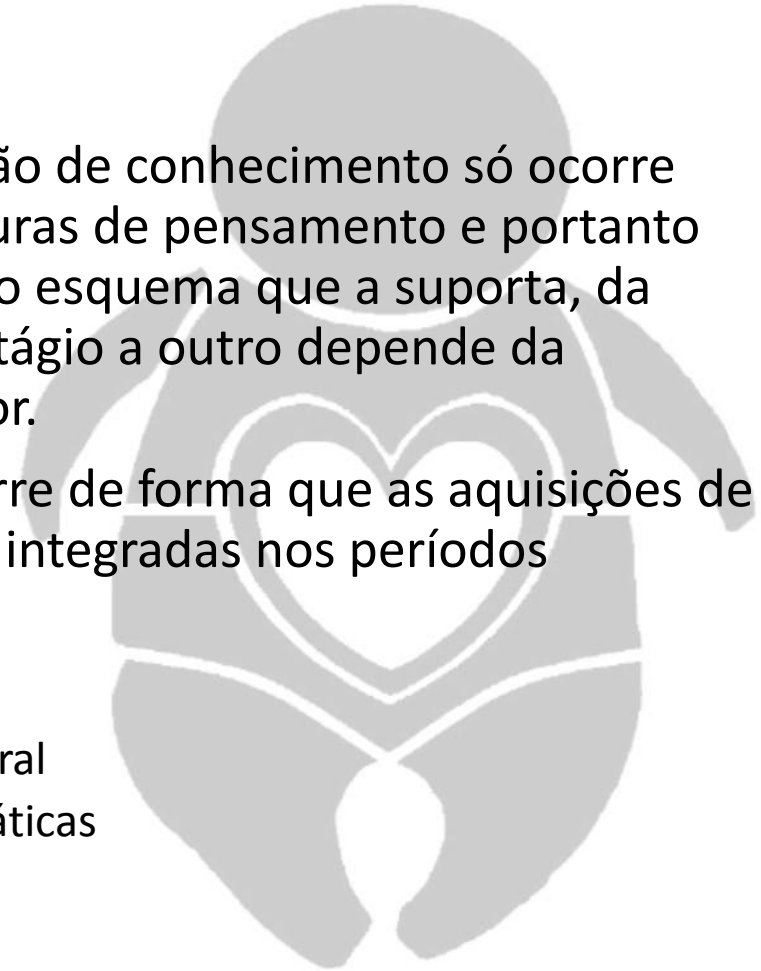 ão de conhecimento só ocorre
uras de pensamento e portanto
o esquema que a suporta, da
tágio a outro depende da
or.
rre de forma que as aquisições de
integradas nos períodos
ral
áticas